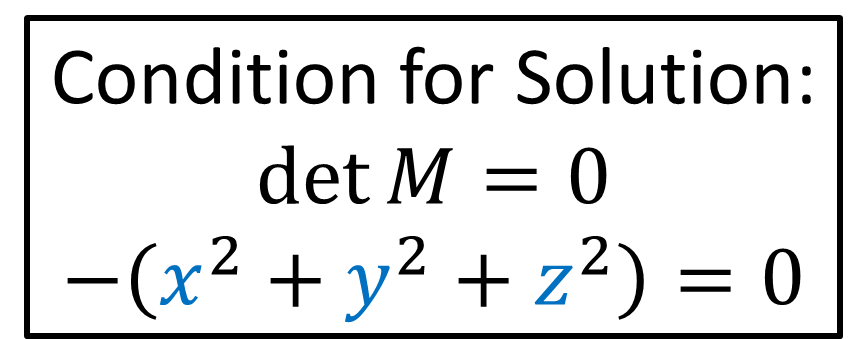 Condition for Solution:
det M = 0
−(x² + y² + z²) = 0